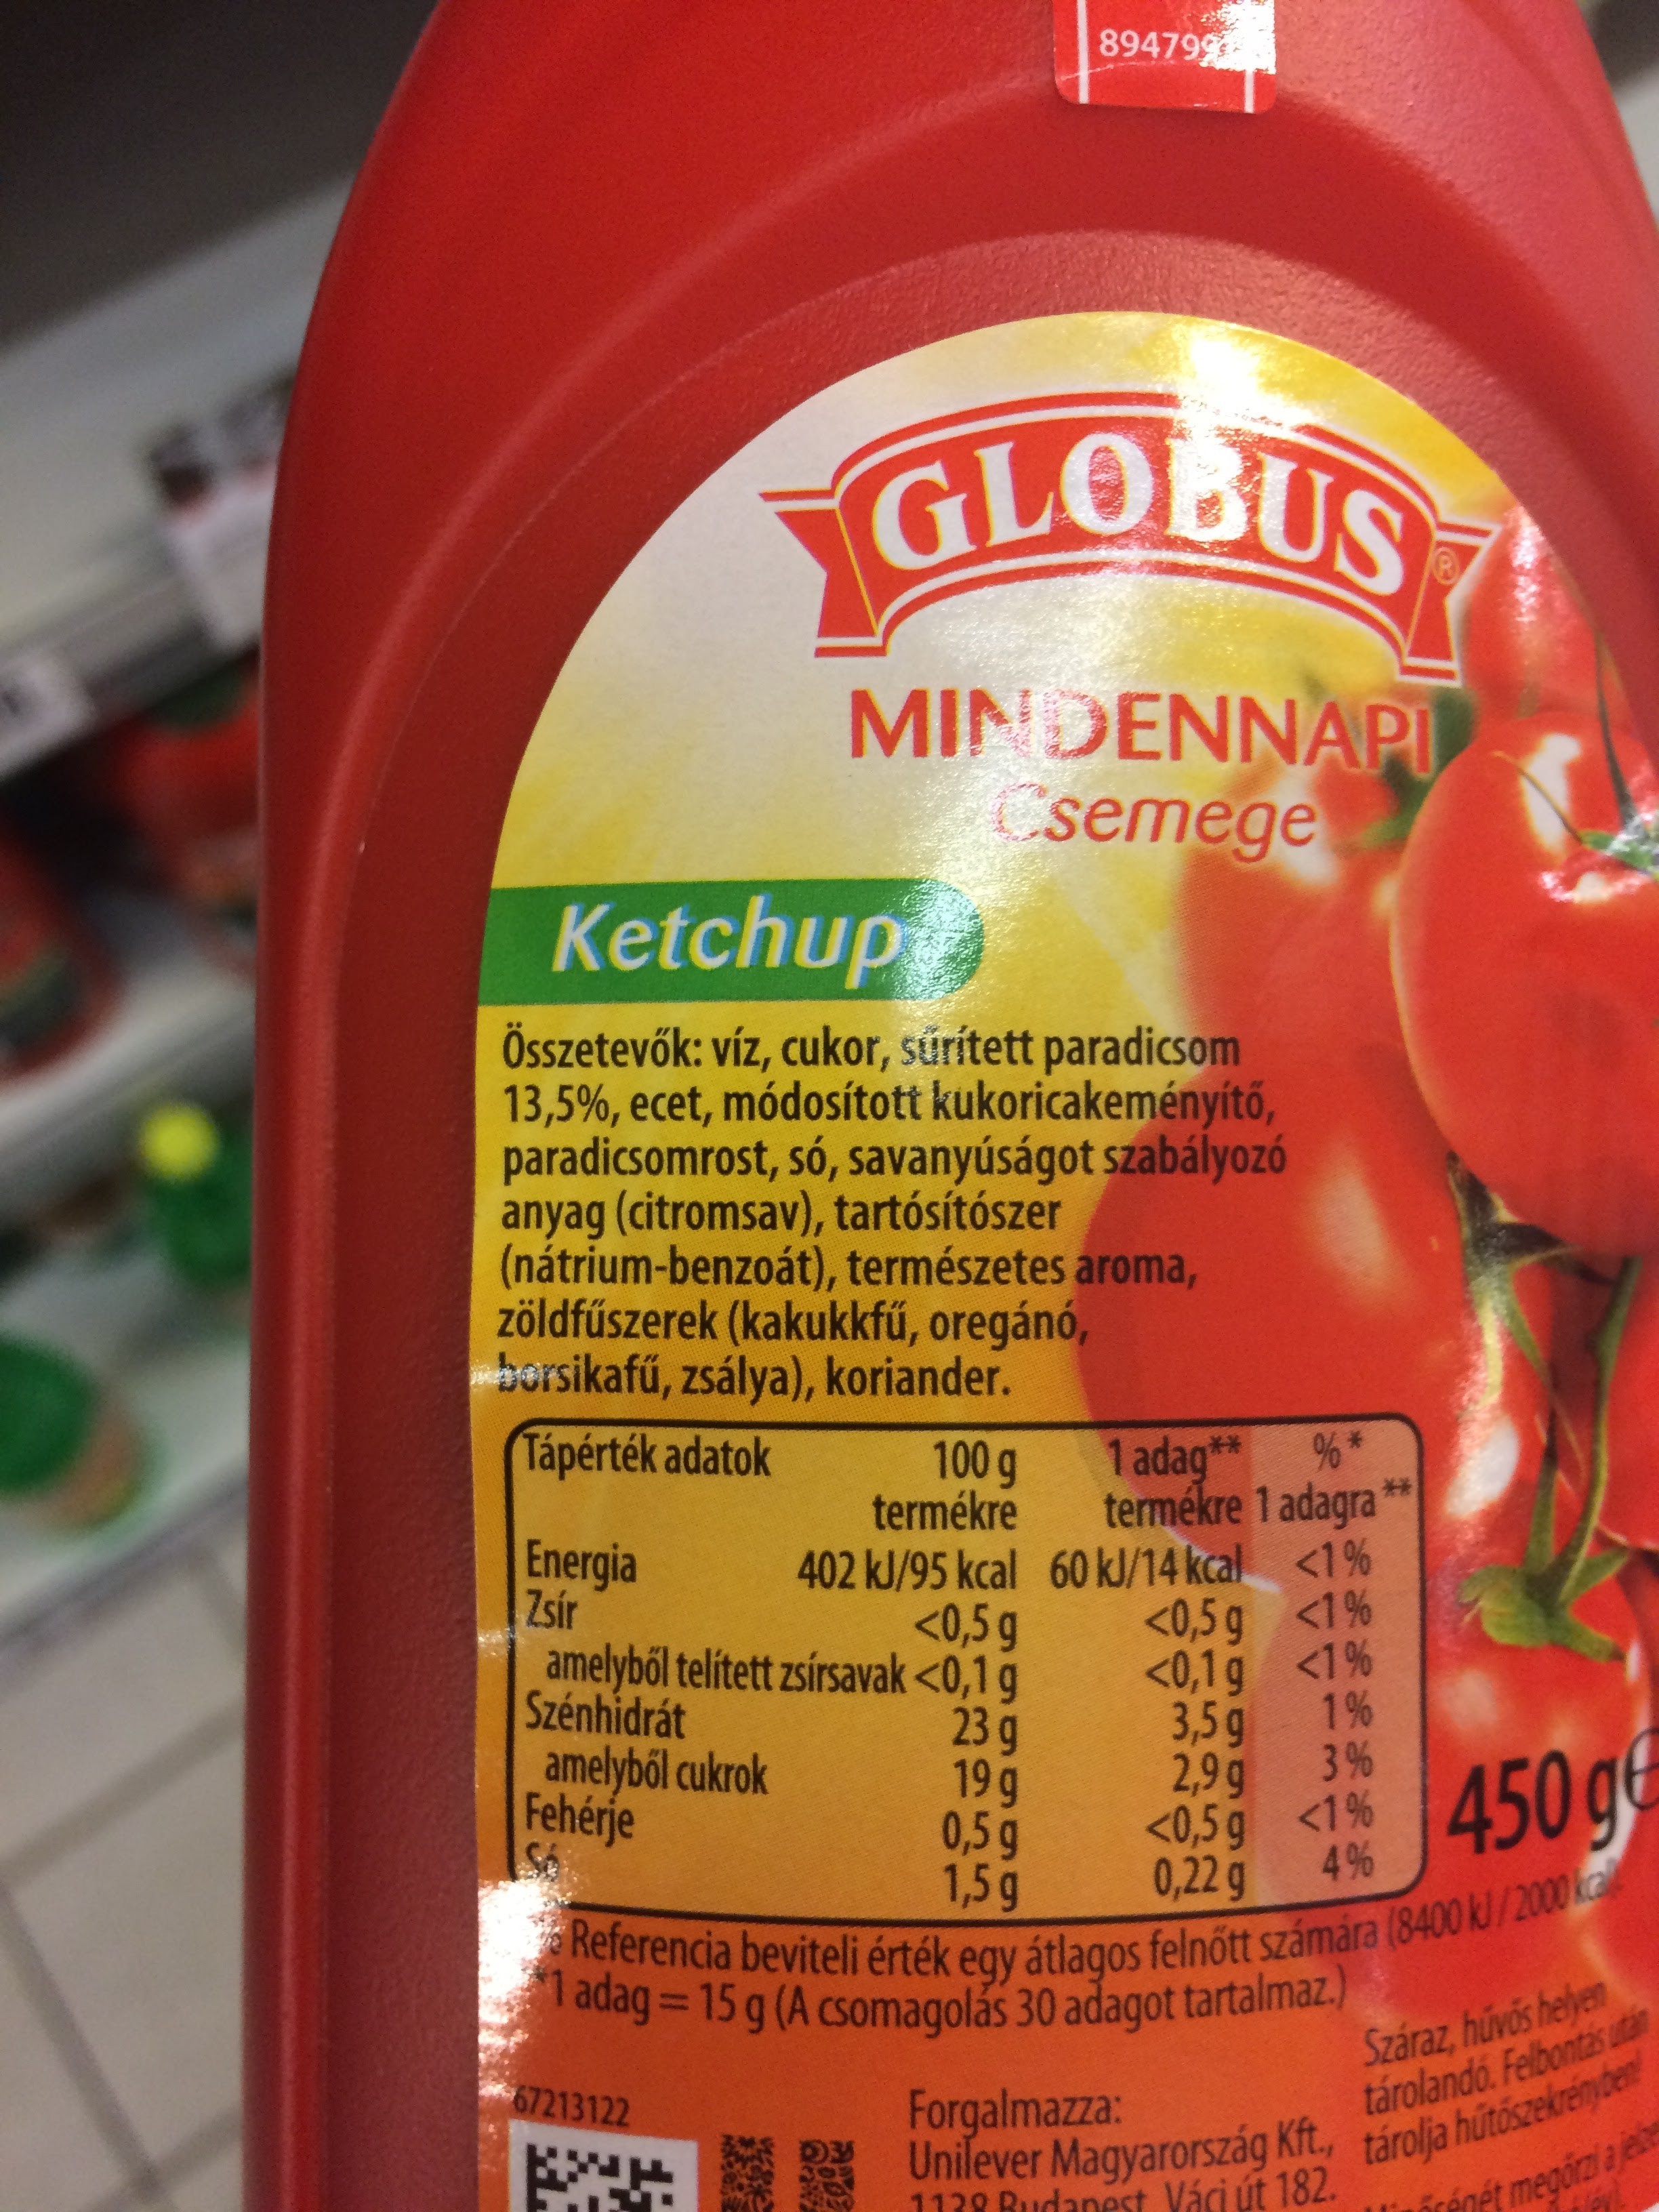 GLOBUS
®
MINDENNAPI
Csemege
Ketchup
Összetevők: víz, cukor, sűrített paradicsom
13,5%, ecet, módosított kukoricakeményítő,
paradicsomrost, só, savanyúságot szabályozó
anyag (citromsav), tartósítószer
(nátrium-benzoát), természetes aroma,
zöldfűszerek (kakukkfű, oregánó,
borsikafű, zsálya), koriander.
Tápérték adatok 100 g 1 adag** %*
termékre termékre 1 adagra**
Energia 402 kJ/95 kcal 60 kJ/14 kcal <1%
Zsír <0,5 g <0,5 g <1%
amelyből telített zsírsavak <0,1 g <0,1 g <1%
Szénhidrát 23 g 3,5 g 1%
amelyből cukrok 19 g 2,9 g 3%
Fehérje 0,5 g <0,5 g <1%
Só 1,5 g 0,22 g 4%
450 g℮
Referencia beviteli érték egy átlagos felnőtt számára (8400 kJ / 2000 kcal)
*1 adag = 15 g (A csomagolás 30 adagot tartalmaz.)
67213122
Forgalmazza:
Unilever Magyarország Kft.,
1138 Budapest, Váci út 182.
Száraz, hűvös helyen
tárolandó. Felbontás után
tárolja hűtőszekrényben!
megőrzi a